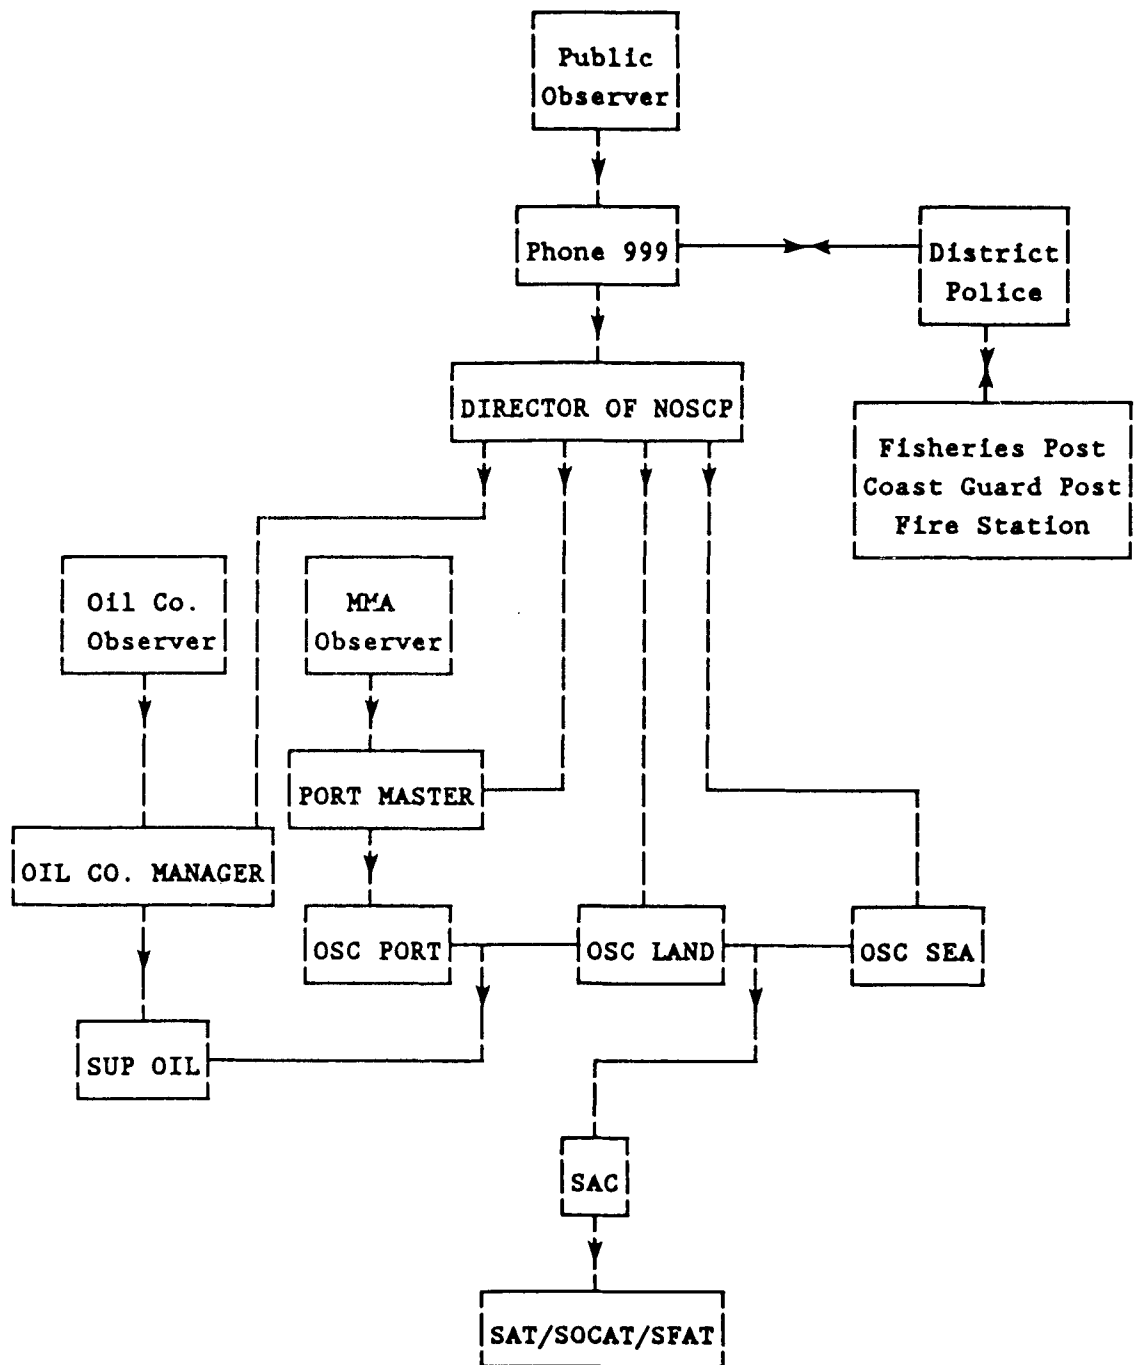 Public
Observer
Phone 999
District
Police
DIRECTOR OF NOSCP
Fisheries Post
Coast Guard Post
Fire Station
Oil Co.
Observer
MMA
Observer
PORT MASTER
OIL CO. MANAGER
OSC PORT
OSC LAND
OSC SEA
SUP OIL
SAC
SAT/SOCAT/SFAT